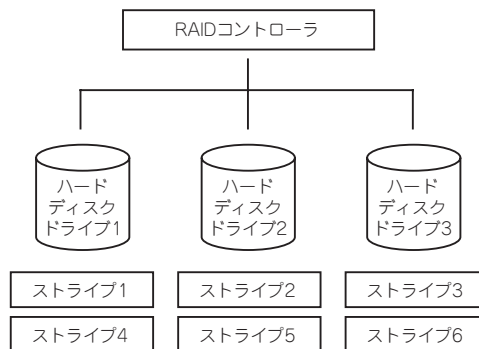 RAIDコントローラ
ハード
ディスク
ドライブ1
ハード
ディスク
ドライブ2
ハード
ディスク
ドライブ3
ストライプ1
ストライプ2
ストライプ3
ストライプ4
ストライプ5
ストライプ6